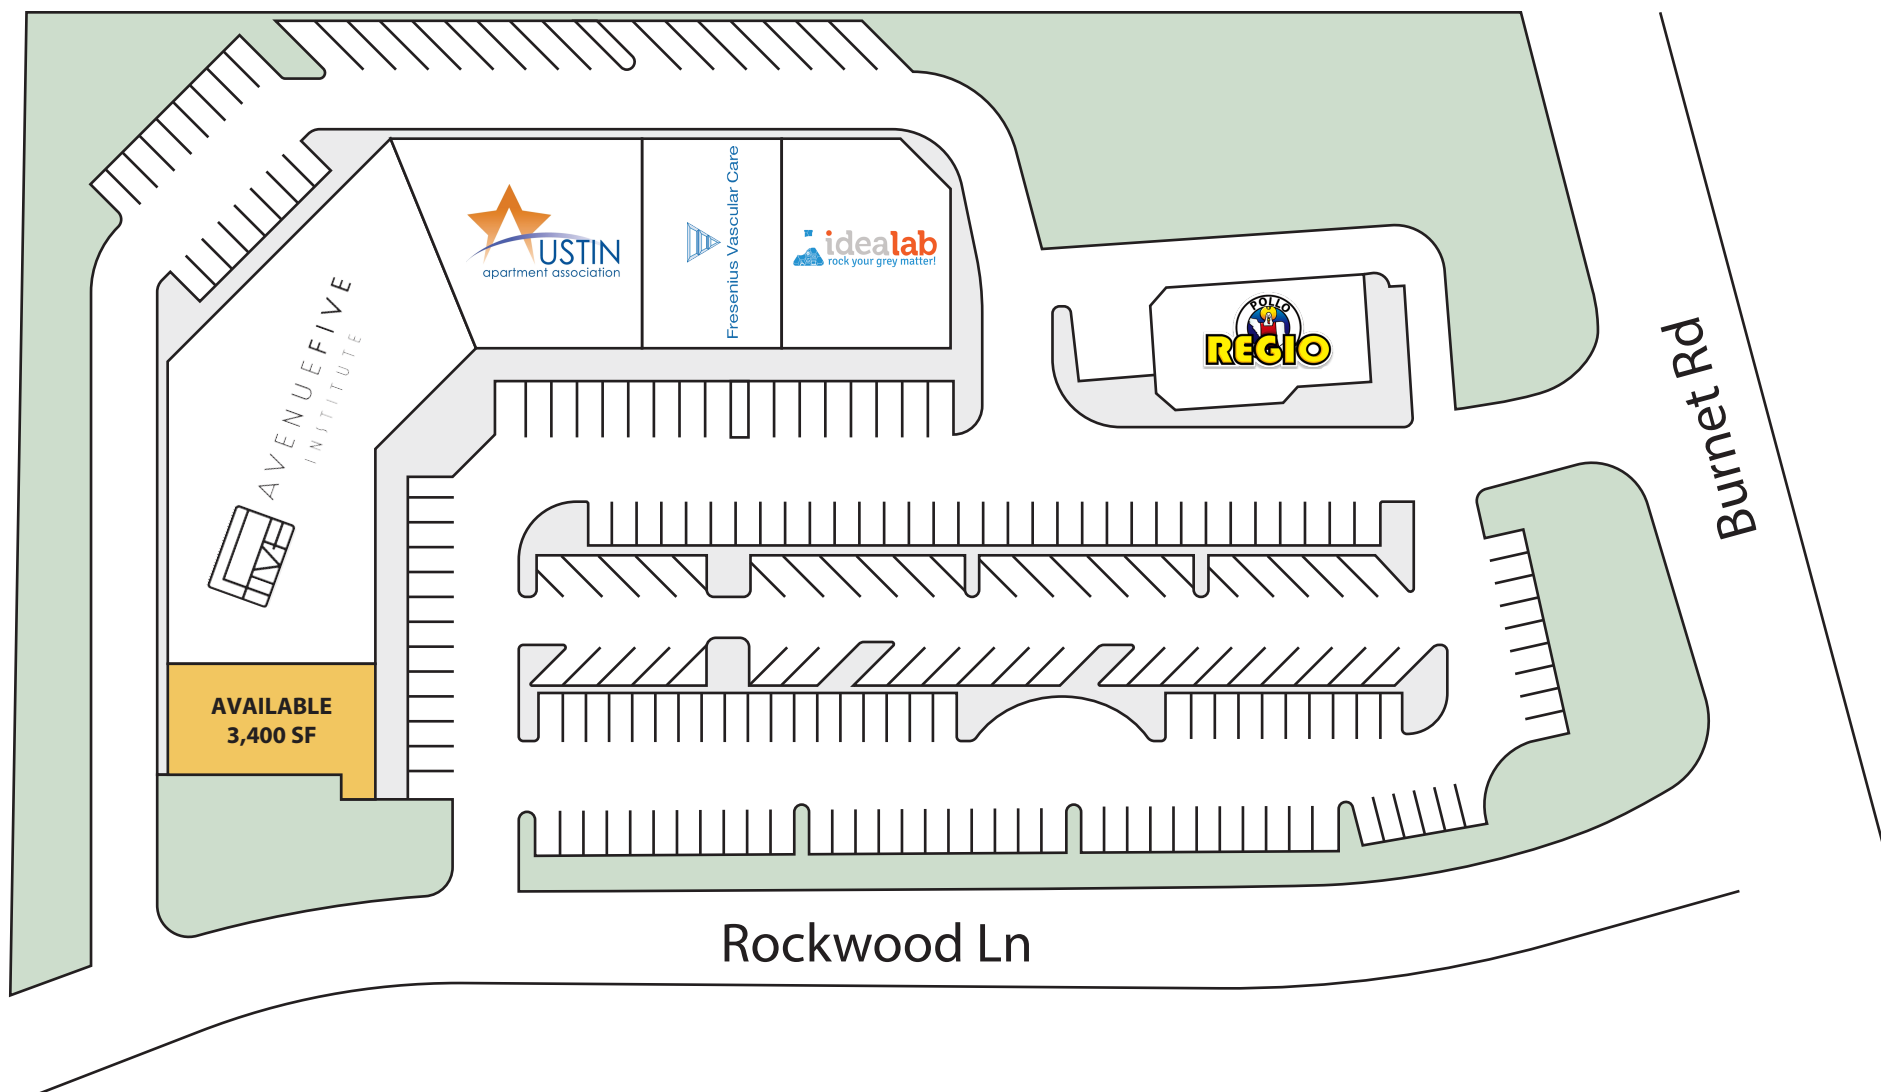 AUSTIN
apartment association
Fresenius Vascular Care
idealab
rock your grey matter!
POLLO
REGIO
Burnet Rd
AVENUEFIVE
INSTITUTE
AVAILABLE
3,400 SF
Rockwood Ln